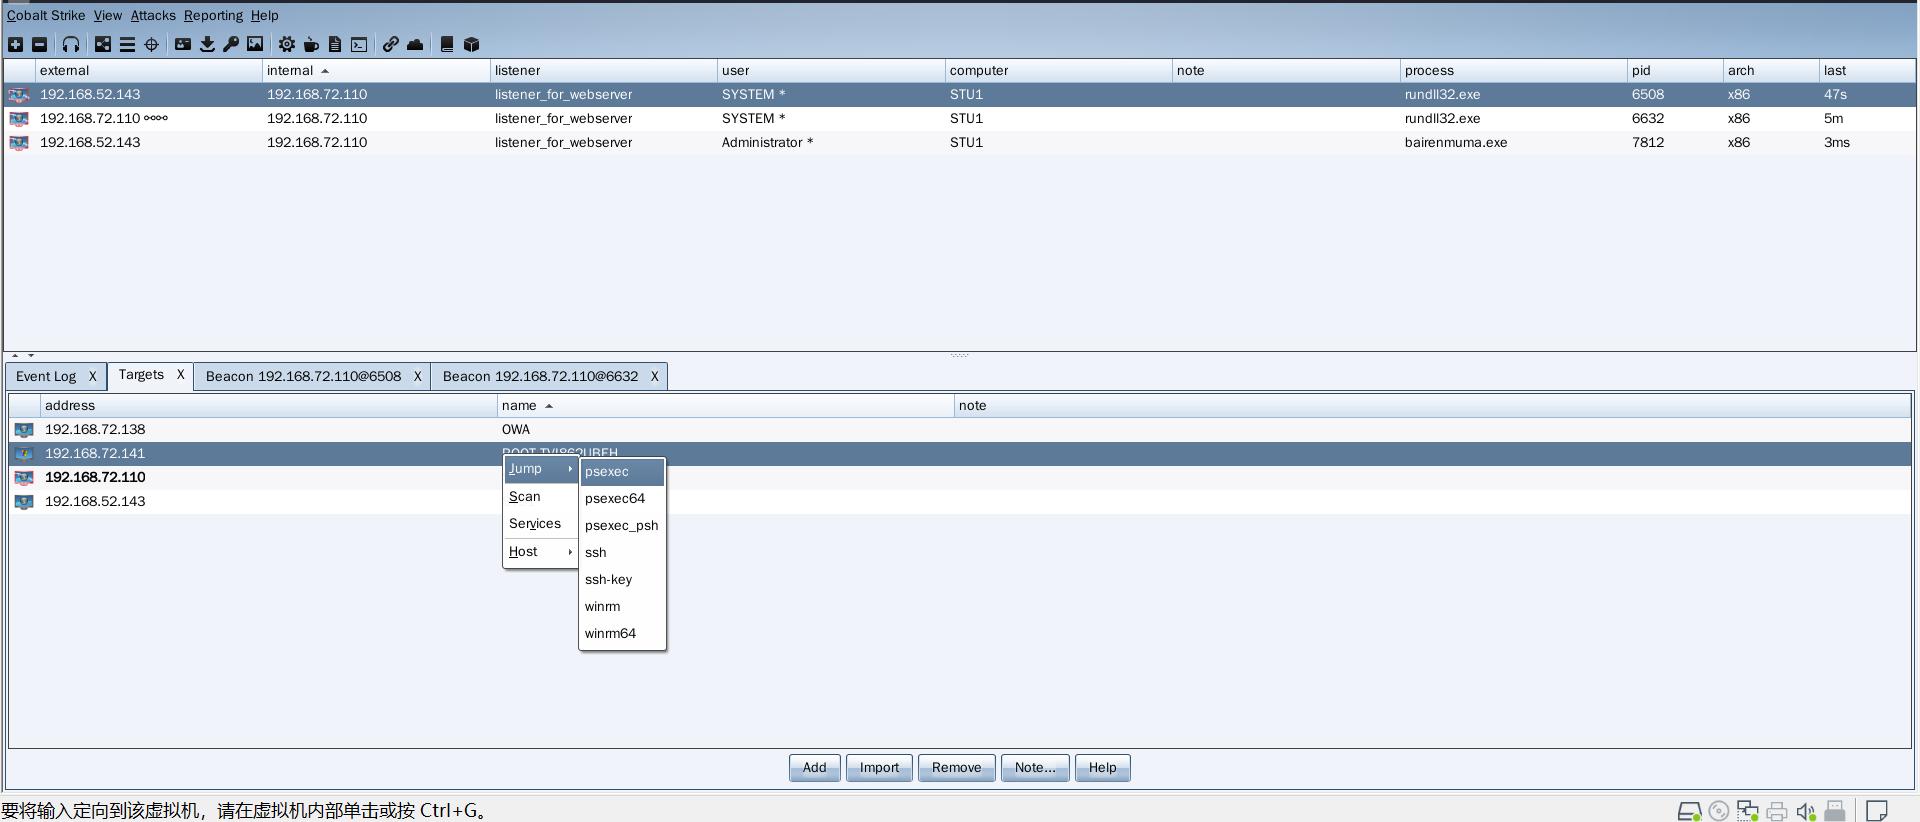 Cobalt Strike View Attacks Reporting Help
external internal listener user computer note process pid arch last
192.168.52.143 192.168.72.110 listener_for_webserver SYSTEM * STU1 rundll32.exe 6508 x86 47s
192.168.72.110 192.168.72.110 listener_for_webserver SYSTEM * STU1 rundll32.exe 6632 x86 5m
192.168.52.143 192.168.72.110 listener_for_webserver Administrator * STU1 bairenmuma.exe 7812 x86 3ms
Event Log X Targets X Beacon 192.168.72.110@6508 X Beacon 192.168.72.110@6632 X
address name note
192.168.72.138 OWA
192.168.72.141
192.168.72.110
192.168.52.143
Jump
Scan
Services
Host
psexec
psexec64
psexec_psh
ssh
ssh-key
winrm
winrm64
Add Import Remove Note... Help
要将输入定向到该虚拟机，请在虚拟机内部单击或按 Ctrl+G。